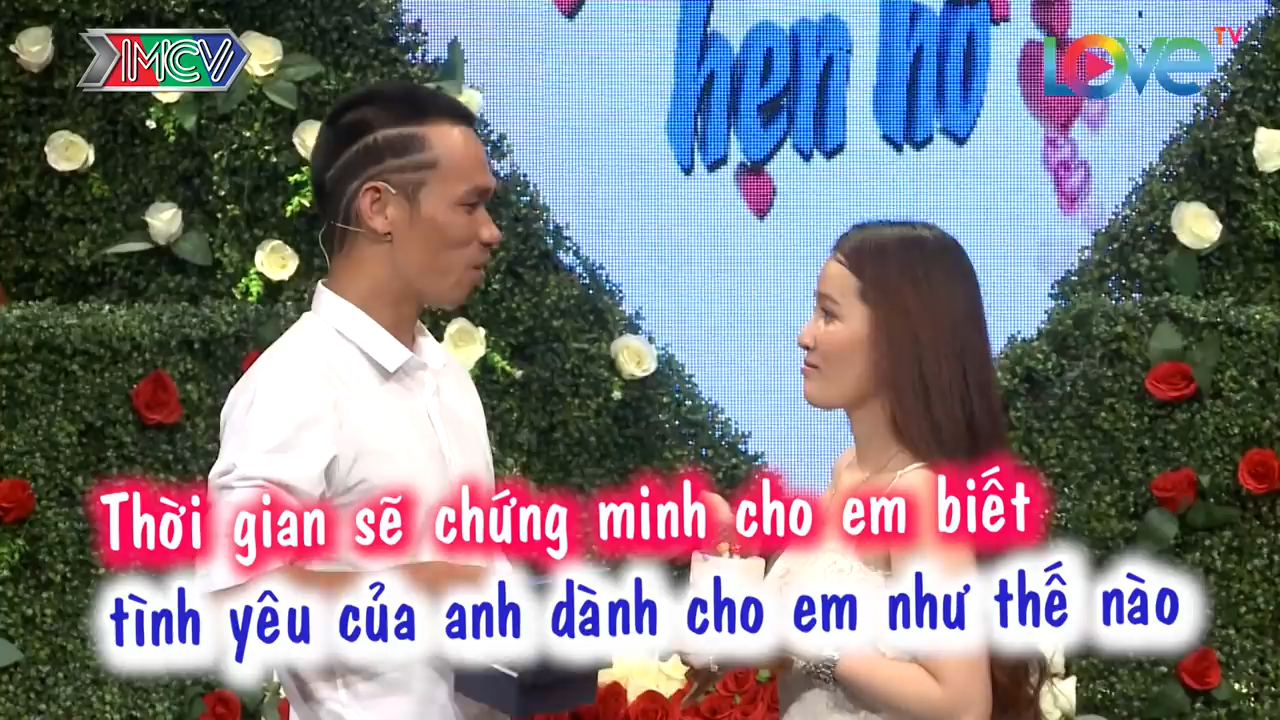 MCV
hẹn hò
LOVE TV
Thời gian sẽ chứng minh cho em biết
tình yêu của anh dành cho em như thế nào